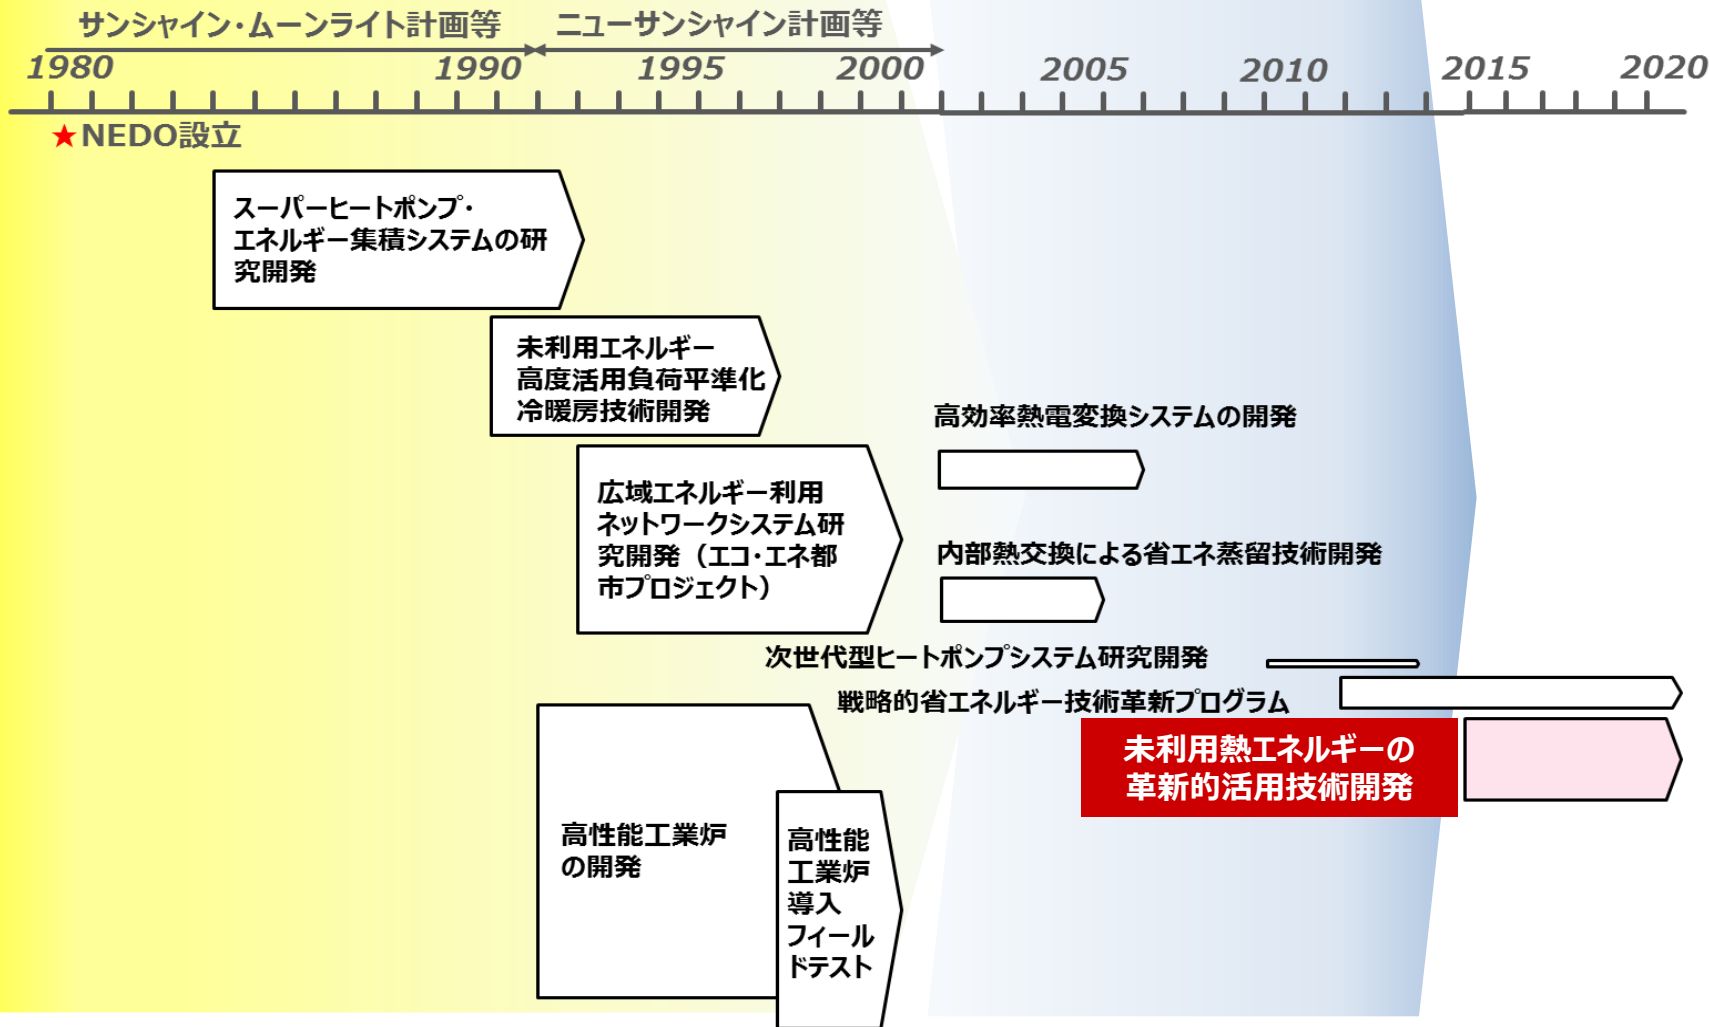 サンシャイン・ムーンライト計画等
ニューサンシャイン計画等
1980
1990
1995
2000
2005
2010
2015
2020
★NEDO設立
スーパーヒートポンプ・
エネルギー集積システムの研
究開発
未利用エネルギー
高度活用負荷平準化
冷暖房技術開発
高効率熱電変換システムの開発
広域エネルギー利用
ネットワークシステム研
究開発（エコ・エネ都
市プロジェクト）
内部熱交換による省エネ蒸留技術開発
次世代型ヒートポンプシステム研究開発
戦略的省エネルギー技術革新プログラム
未利用熱エネルギーの
革新的活用技術開発
高性能工業炉
の開発
高性能
工業炉
導入
フィール
ドテスト